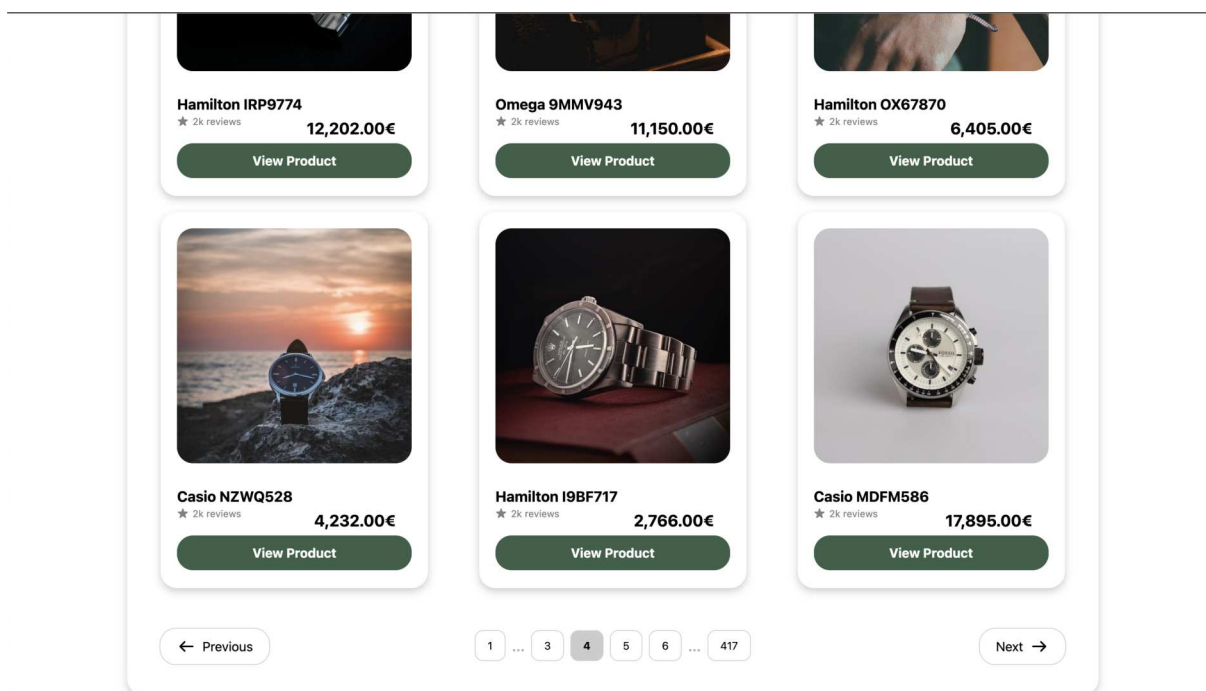 Hamilton IRP9774
2k reviews
12,202.00€
View Product
Omega 9MMV943
2k reviews
11,150.00€
View Product
Hamilton OX67870
2k reviews
6,405.00€
View Product
Casio NZWQ528
2k reviews
4,232.00€
View Product
Hamilton I9BF717
2k reviews
2,766.00€
View Product
FOSSIL
Casio MDFM586
2k reviews
17,895.00€
View Product
← Previous
1 ... 3 4 5 6 ... 417
Next →